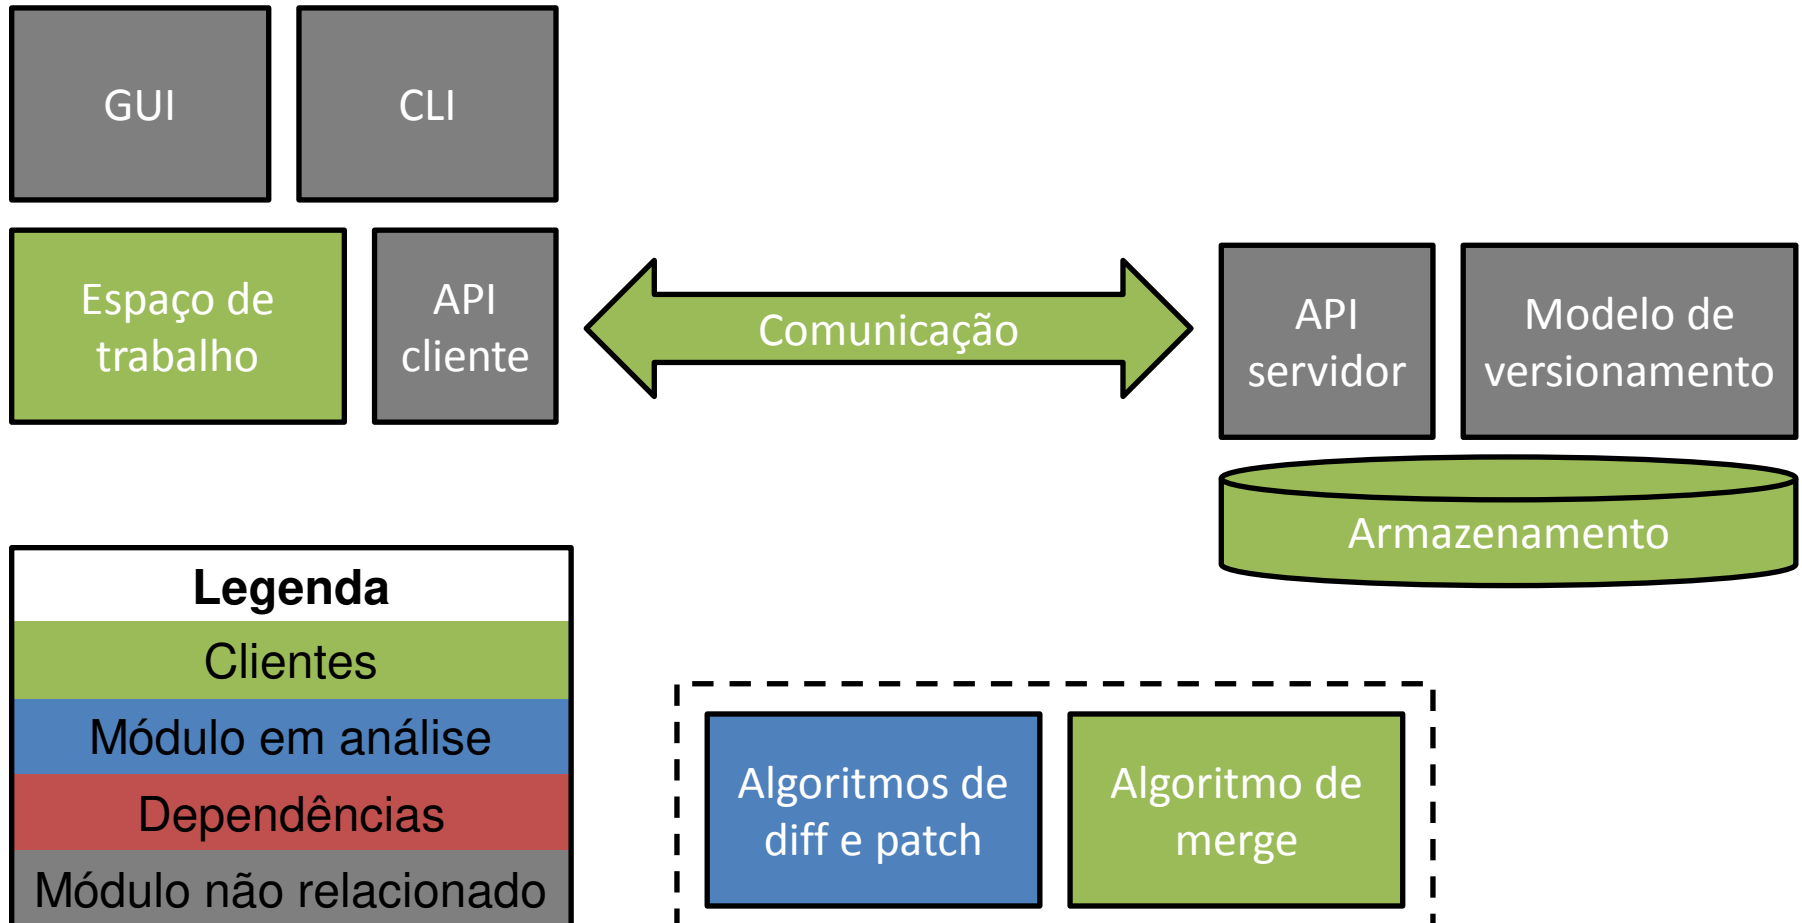 GUI
CLI
Espaço de
trabalho
API
cliente
Comunicação
API
servidor
Modelo de
versionamento
Armazenamento
Legenda
Clientes
Módulo em análise
Dependências
Módulo não relacionado
Algoritmos de
diff e patch
Algoritmo de
merge